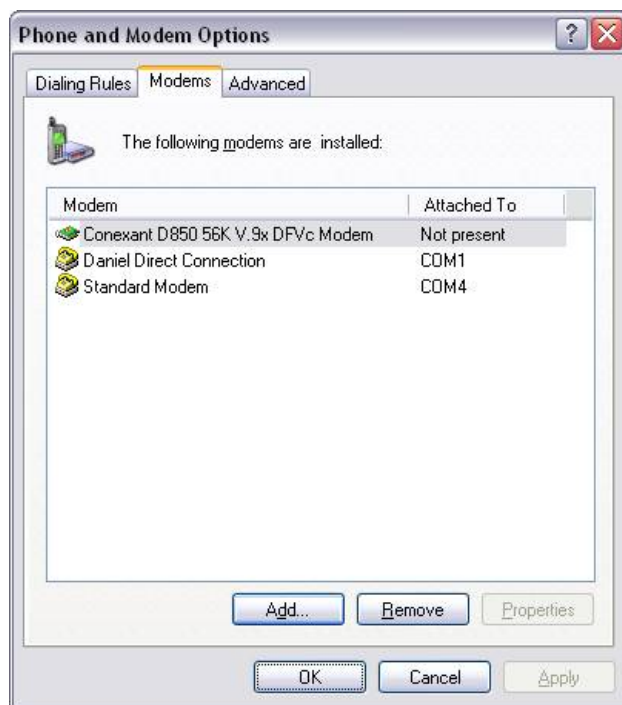 Phone and Modem Options
Dialing Rules Modems Advanced
The following modems are installed:
Modem Attached To
Conexant D850 56K V.9x DFVc Modem Not present
Daniel Direct Connection COM1
Standard Modem COM4
Add... Remove Properties
OK Cancel Apply